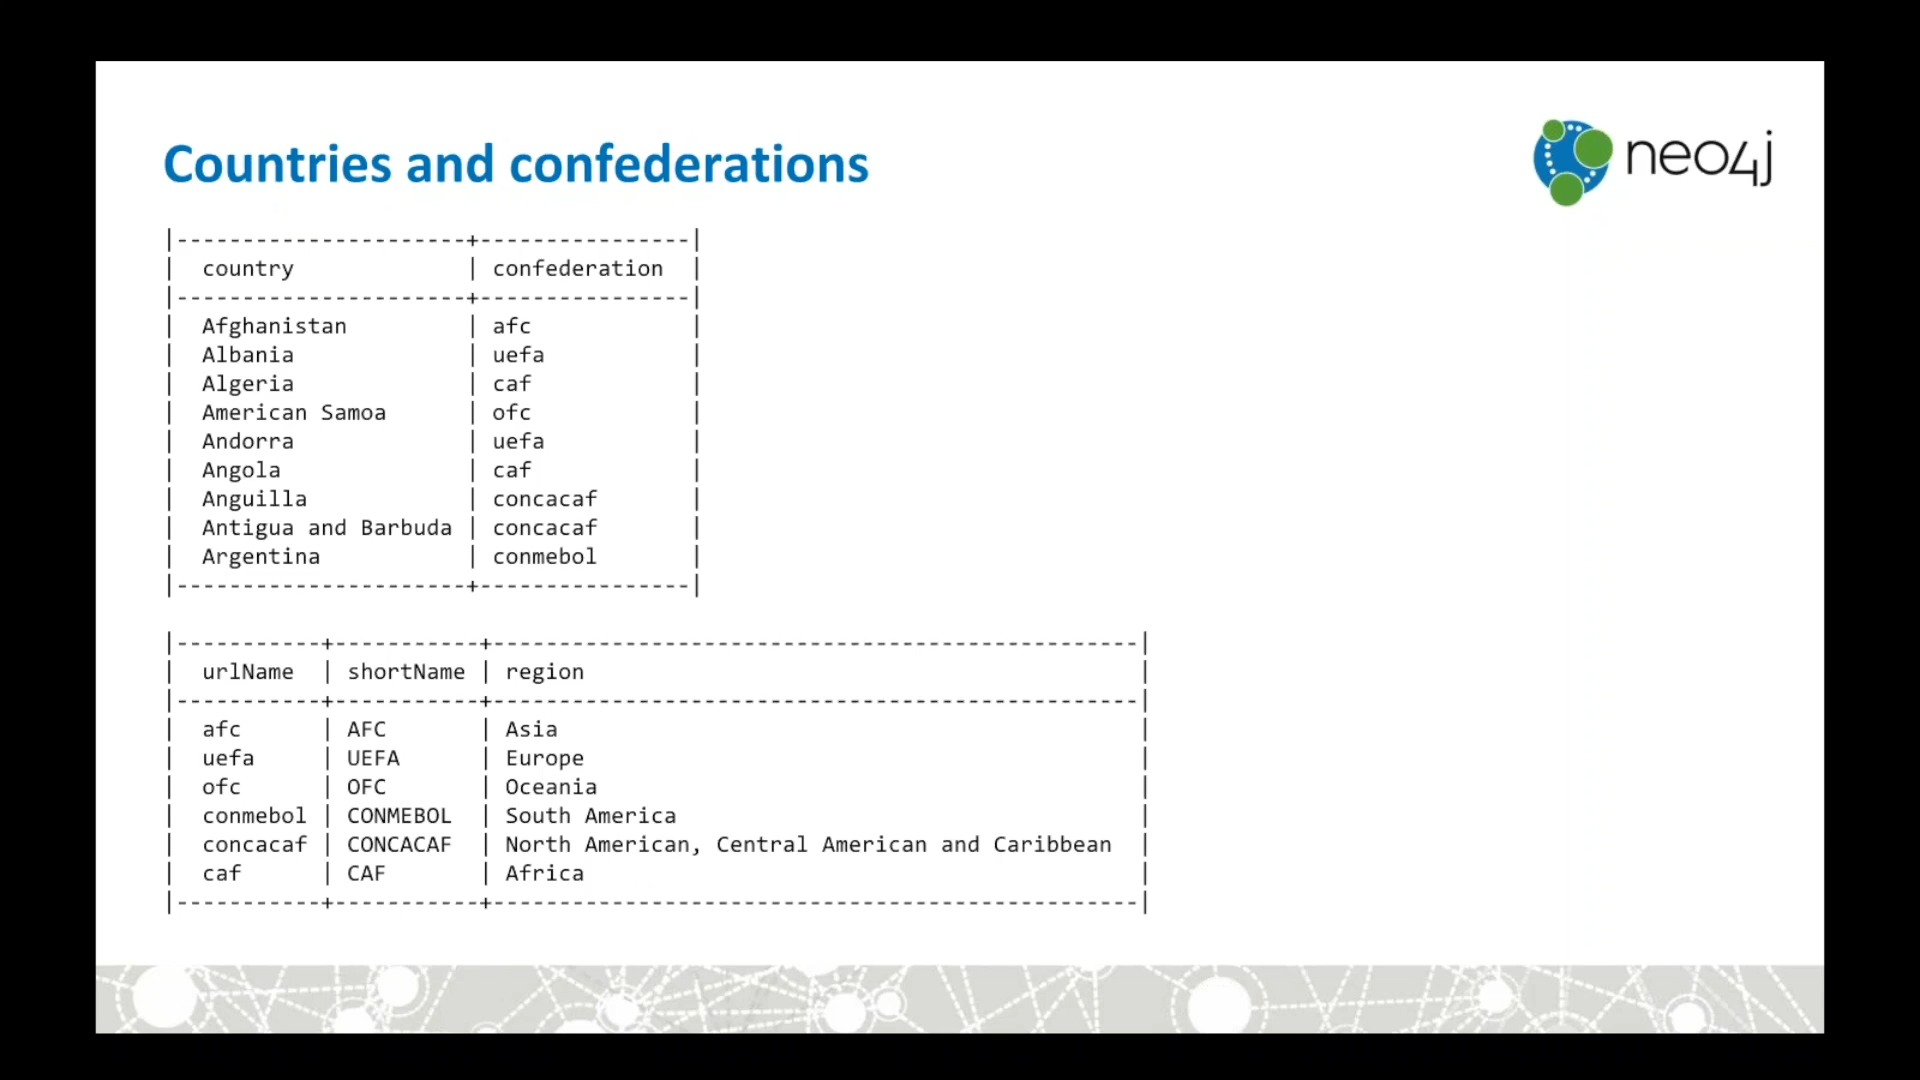 Countries and confederations
neo4j
|----------------------+----------------|
| country | confederation |
|----------------------+----------------|
| Afghanistan | afc |
| Albania | uefa |
| Algeria | caf |
| American Samoa | ofc |
| Andorra | uefa |
| Angola | caf |
| Anguilla | concacaf |
| Antigua and Barbuda | concacaf |
| Argentina | conmebol |
|----------------------+----------------|
|-----------+-----------+-------------------------------------------------|
| urlName | shortName | region |
|-----------+-----------+-------------------------------------------------|
| afc | AFC | Asia |
| uefa | UEFA | Europe |
| ofc | OFC | Oceania |
| conmebol | CONMEBOL | South America |
| concacaf | CONCACAF | North American, Central American and Caribbean |
| caf | CAF | Africa |
|-----------+-----------+-------------------------------------------------|